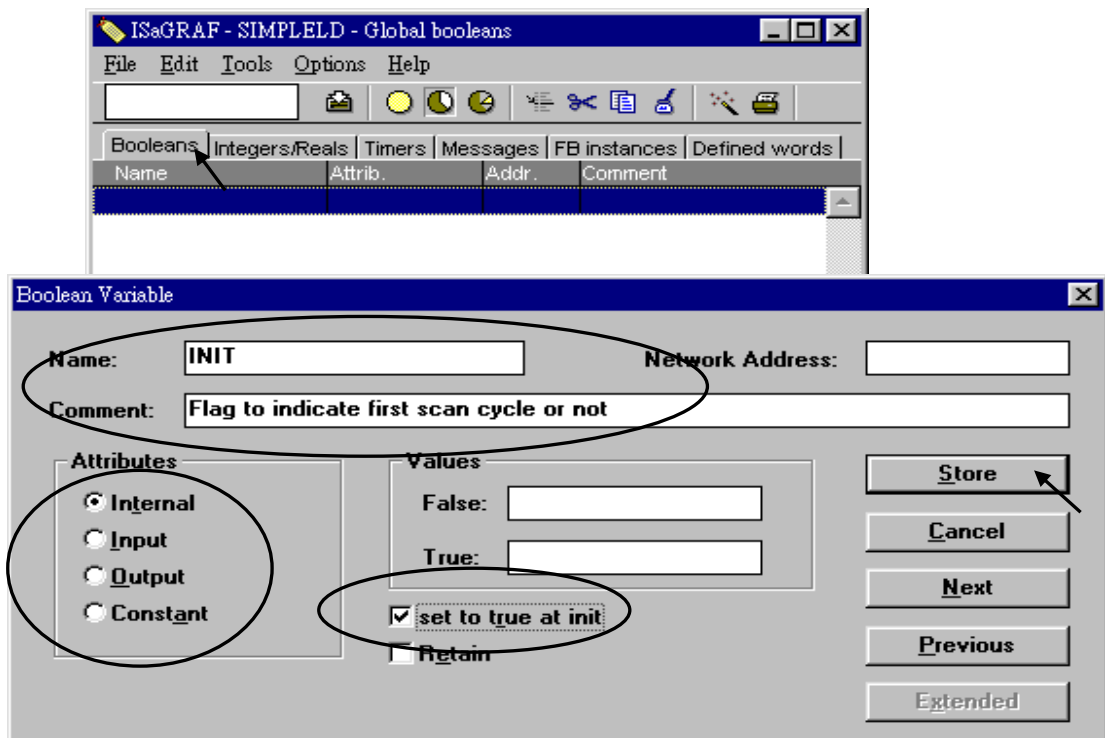 ISaGRAF - SIMPLELD - Global booleans
File Edit Tools Options Help
Booleans Integers/Reals Timers Messages FB instances Defined words
Name Attrib. Addr. Comment
Boolean Variable
Name: INIT Network Address:
Comment: Flag to indicate first scan cycle or not
Attributes Values Store
Internal False:
Input Cancel
True:
Output Next
Constant set to true at init
Retain Previous
Extended